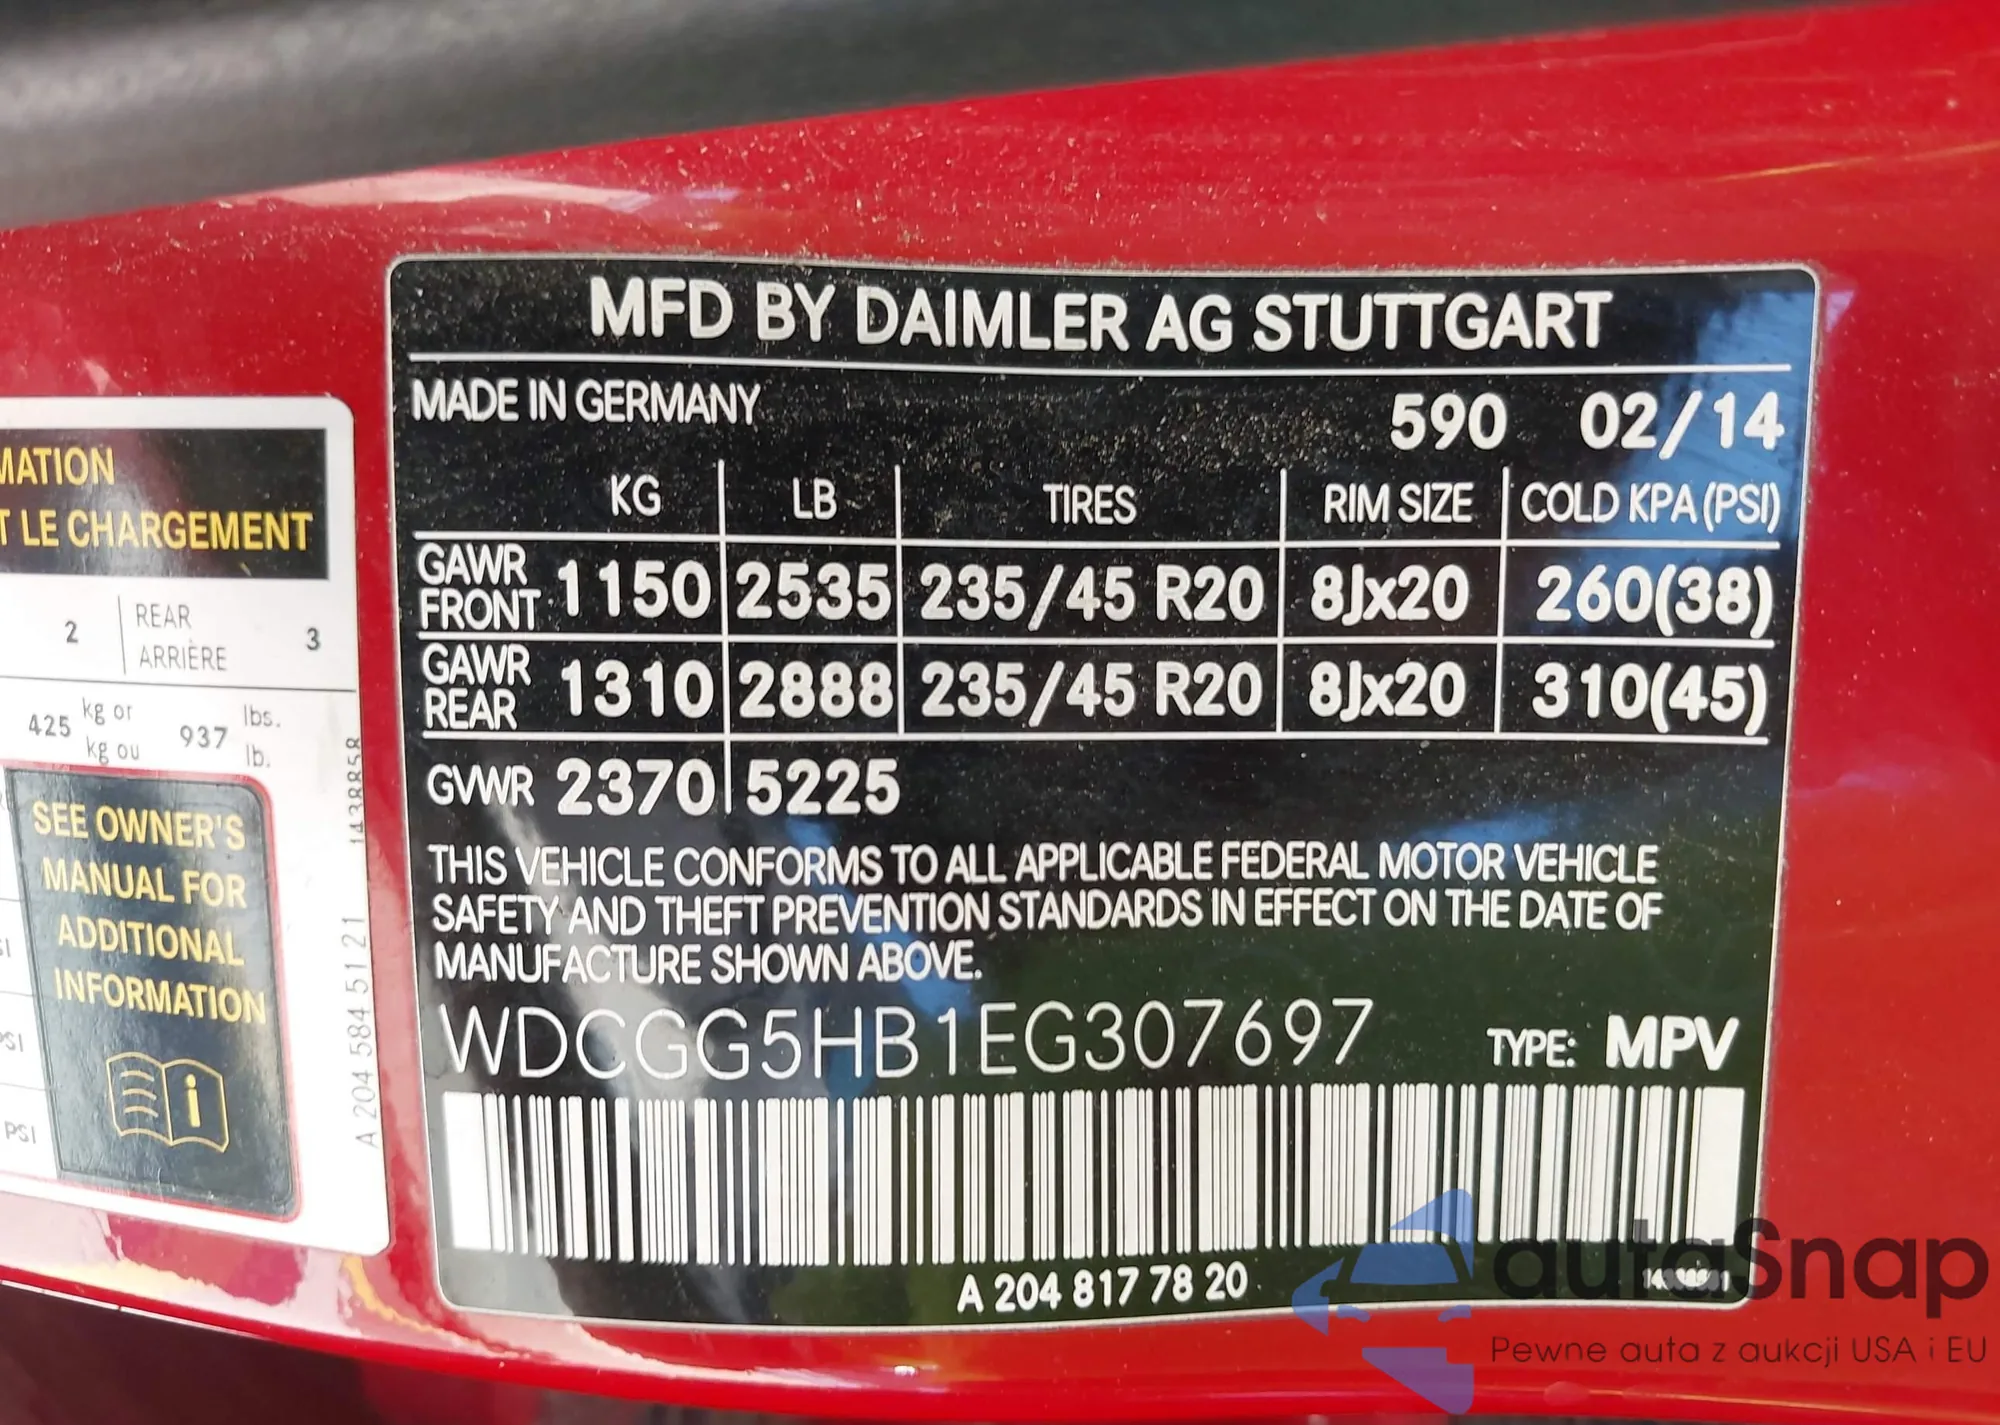 MFD BY DAIMLER AG STUTTGART
MADE IN GERMANY 590 02/14
KG LB TIRES RIM SIZE COLD KPA (PSI)
GAWR FRONT 1150 2535 235/45 R20 8Jx20 260(38)
GAWR REAR 1310 2888 235/45 R20 8Jx20 310(45)
GVWR 2370 5225
THIS VEHICLE CONFORMS TO ALL APPLICABLE FEDERAL MOTOR VEHICLE
SAFETY AND THEFT PREVENTION STANDARDS IN EFFECT ON THE DATE OF
MANUFACTURE SHOWN ABOVE.
WDCGG5HB1EG307697 TYPE: MPV
A 204 817 78 20
MATION
T LE CHARGEMENT
2 REAR 3
ARRIÈRE
425 kg or 937 lbs.
kg ou lb.
SEE OWNER'S
MANUAL FOR
ADDITIONAL
INFORMATION
PSI
PSI
A 204 584 51 21 1438858
autaSnap
Pewne auta z aukcji USA i EU